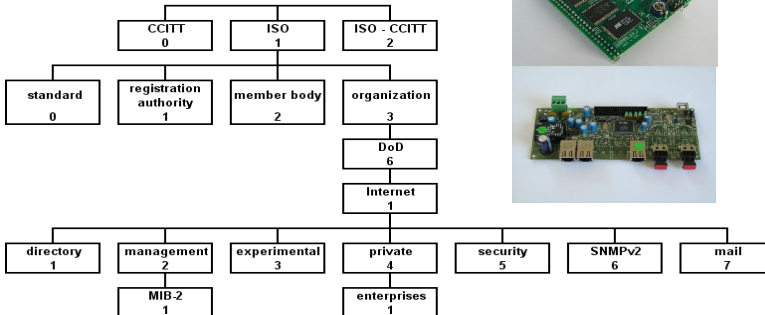 CCITT
0
ISO
1
ISO - CCITT
2
standard
0
registration
authority
1
member body
2
organization
3
DoD
6
Internet
1
directory
1
management
2
experimental
3
private
4
security
5
SNMPv2
6
mail
7
MIB-2
1
enterprises
1